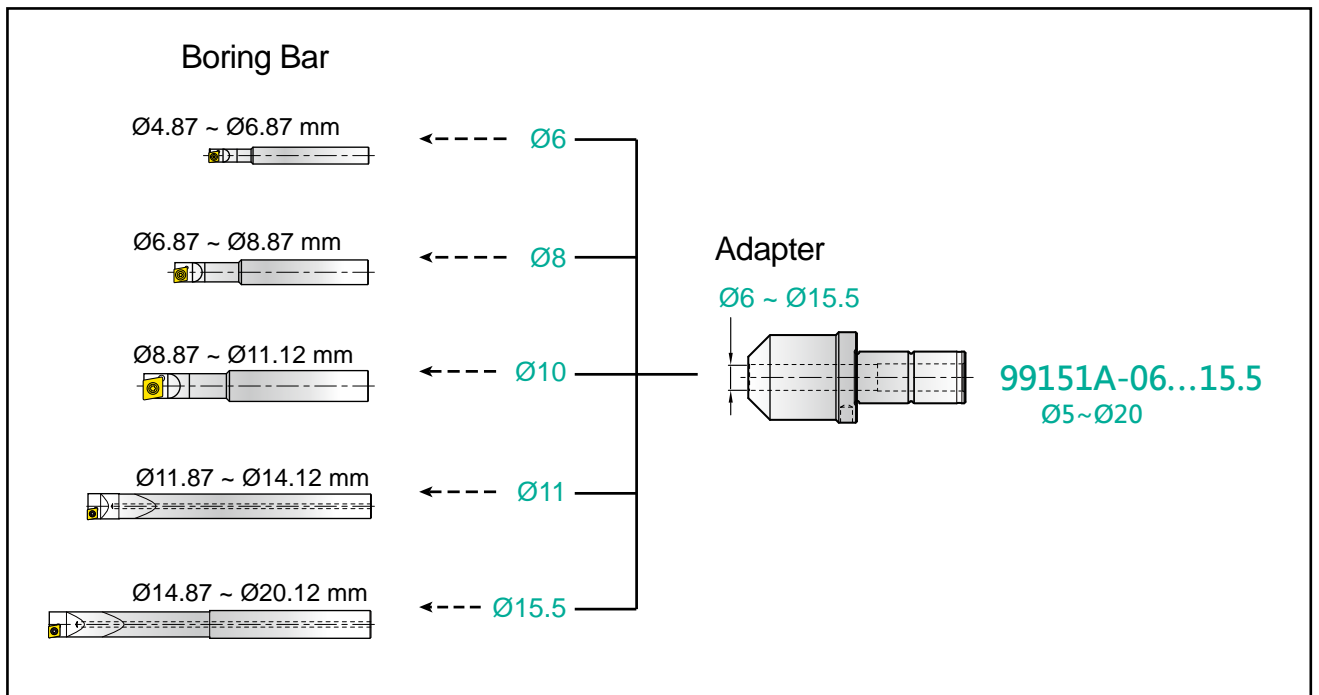 Boring Bar
Ø4.87 ~ Ø6.87 mm
Ø6
Ø6.87 ~ Ø8.87 mm
Ø8
Ø8.87 ~ Ø11.12 mm
Ø10
Ø11.87 ~ Ø14.12 mm
Ø11
Ø14.87 ~ Ø20.12 mm
Ø15.5
Adapter
Ø6 ~ Ø15.5
99151A-06...15.5
Ø5~Ø20